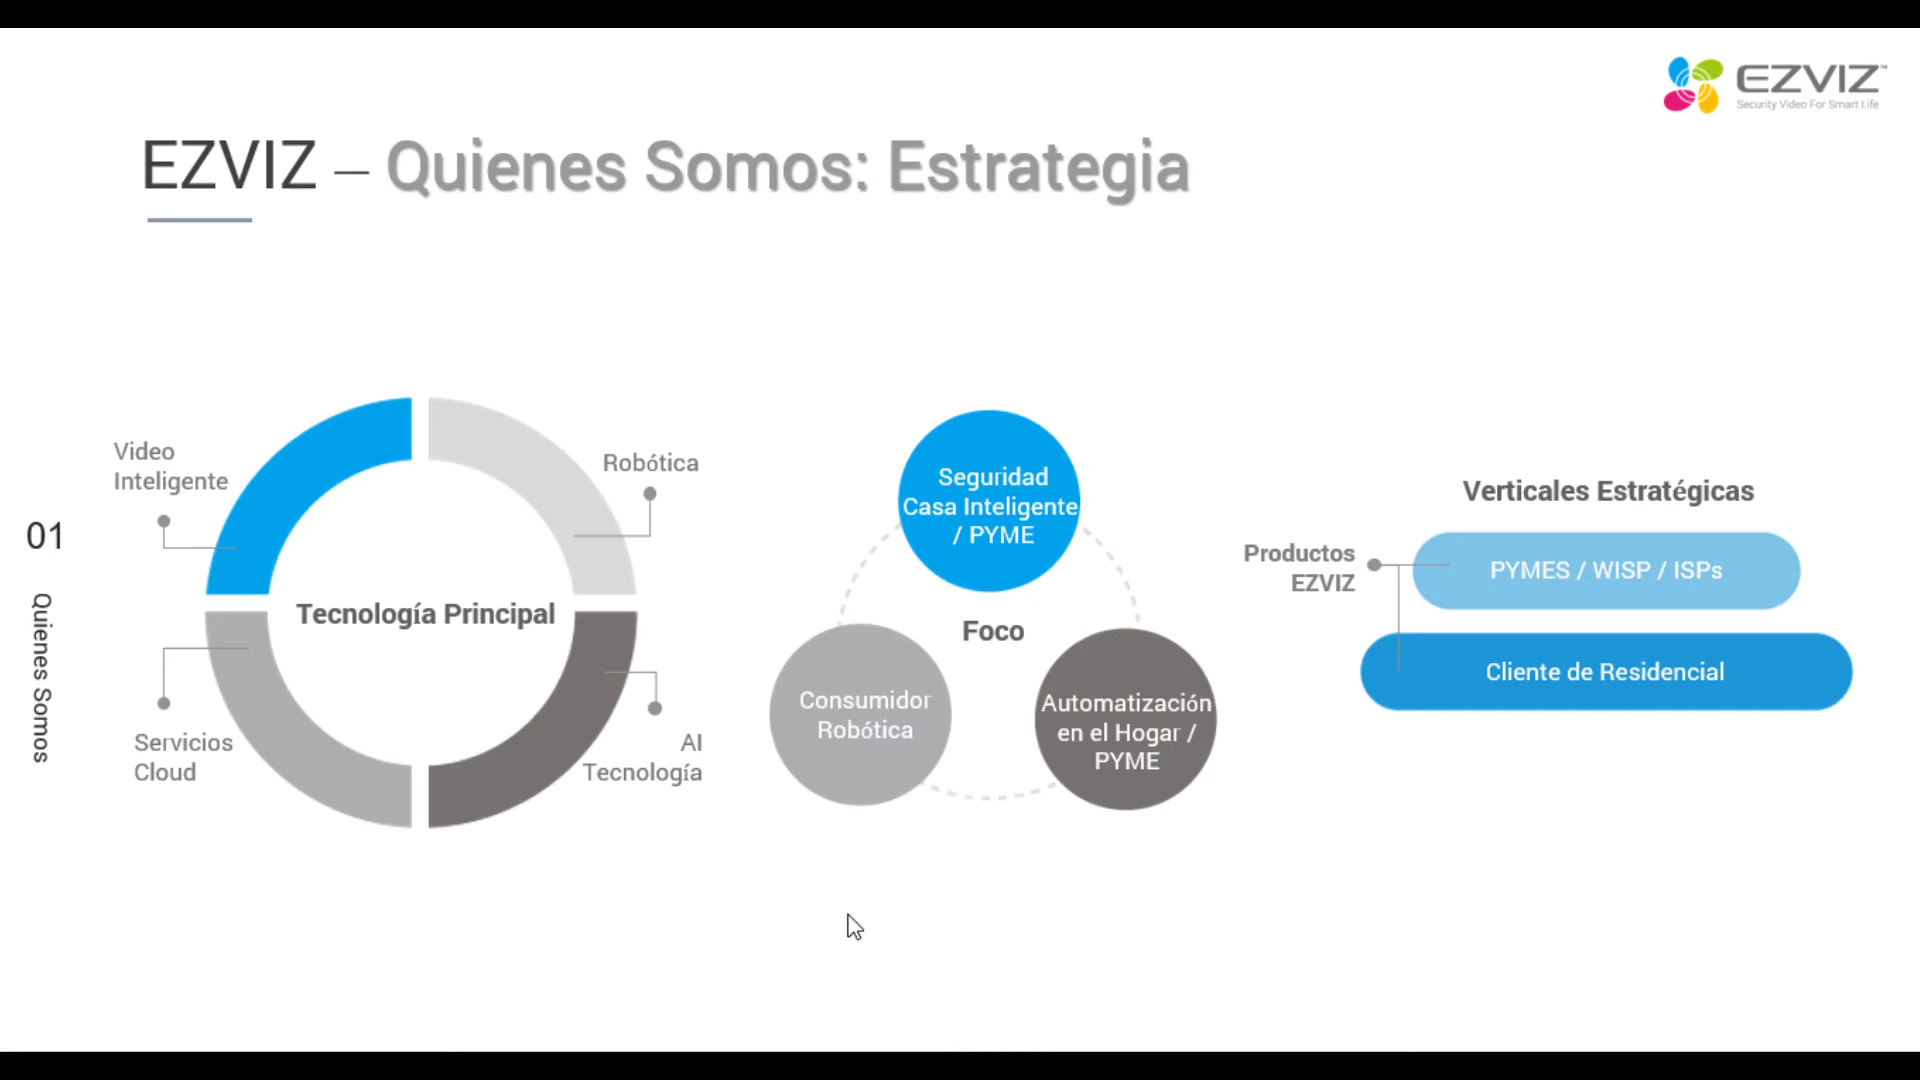 EZVIZ™
Security Video For Smart Life
EZVIZ – Quienes Somos: Estrategia
01
Quienes Somos
Video
Inteligente
Robótica
Tecnología Principal
Servicios
Cloud
AI
Tecnología
Seguridad
Casa Inteligente
/ PYME
Foco
Consumidor
Robótica
Automatización
en el Hogar /
PYME
Verticales Estratégicas
Productos
EZVIZ
PYMES / WISP / ISPs
Cliente de Residencial